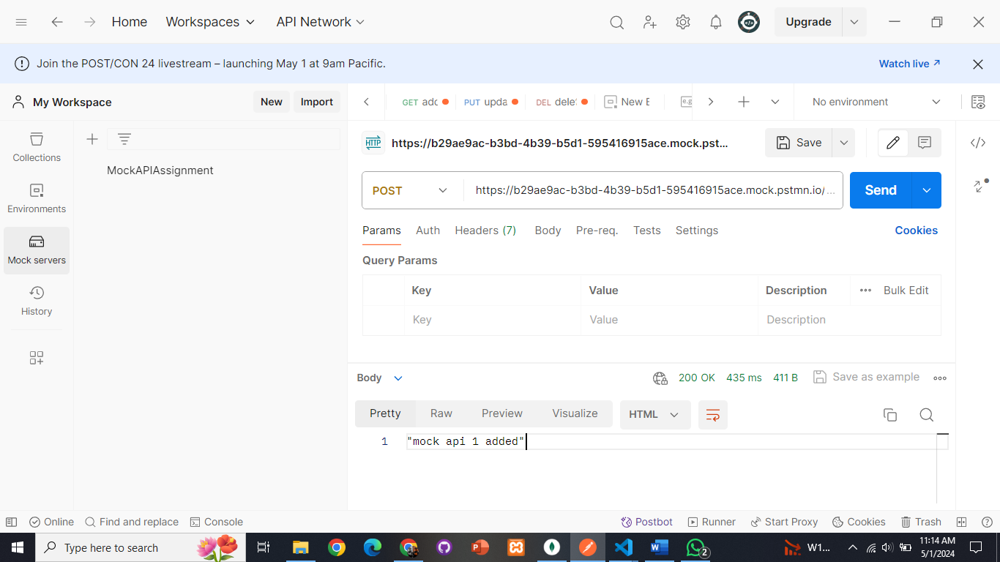 Home Workspaces API Network Upgrade
Join the POST/CON 24 livestream – launching May 1 at 9am Pacific. Watch live
My Workspace New Import
GET adc PUT upda DEL dele New E e.g No environment
Collections
Environments
Mock servers
History
MockAPIAssignment
HTTP https://b29ae9ac-b3bd-4b39-b5d1-595416915ace.mock.pst... Save
POST https://b29ae9ac-b3bd-4b39-b5d1-595416915ace.mock.pstmn.io/ ... Send
Params Auth Headers (7) Body Pre-req. Tests Settings Cookies
Query Params
Key Value Description Bulk Edit
Key Value Description
Body 200 OK 435 ms 411 B Save as example
Pretty Raw Preview Visualize HTML
1 "mock api 1 added"
Online Find and replace Console Postbot Runner Start Proxy Cookies Trash
Type here to search 2 W1... 11:14 AM
5/1/2024